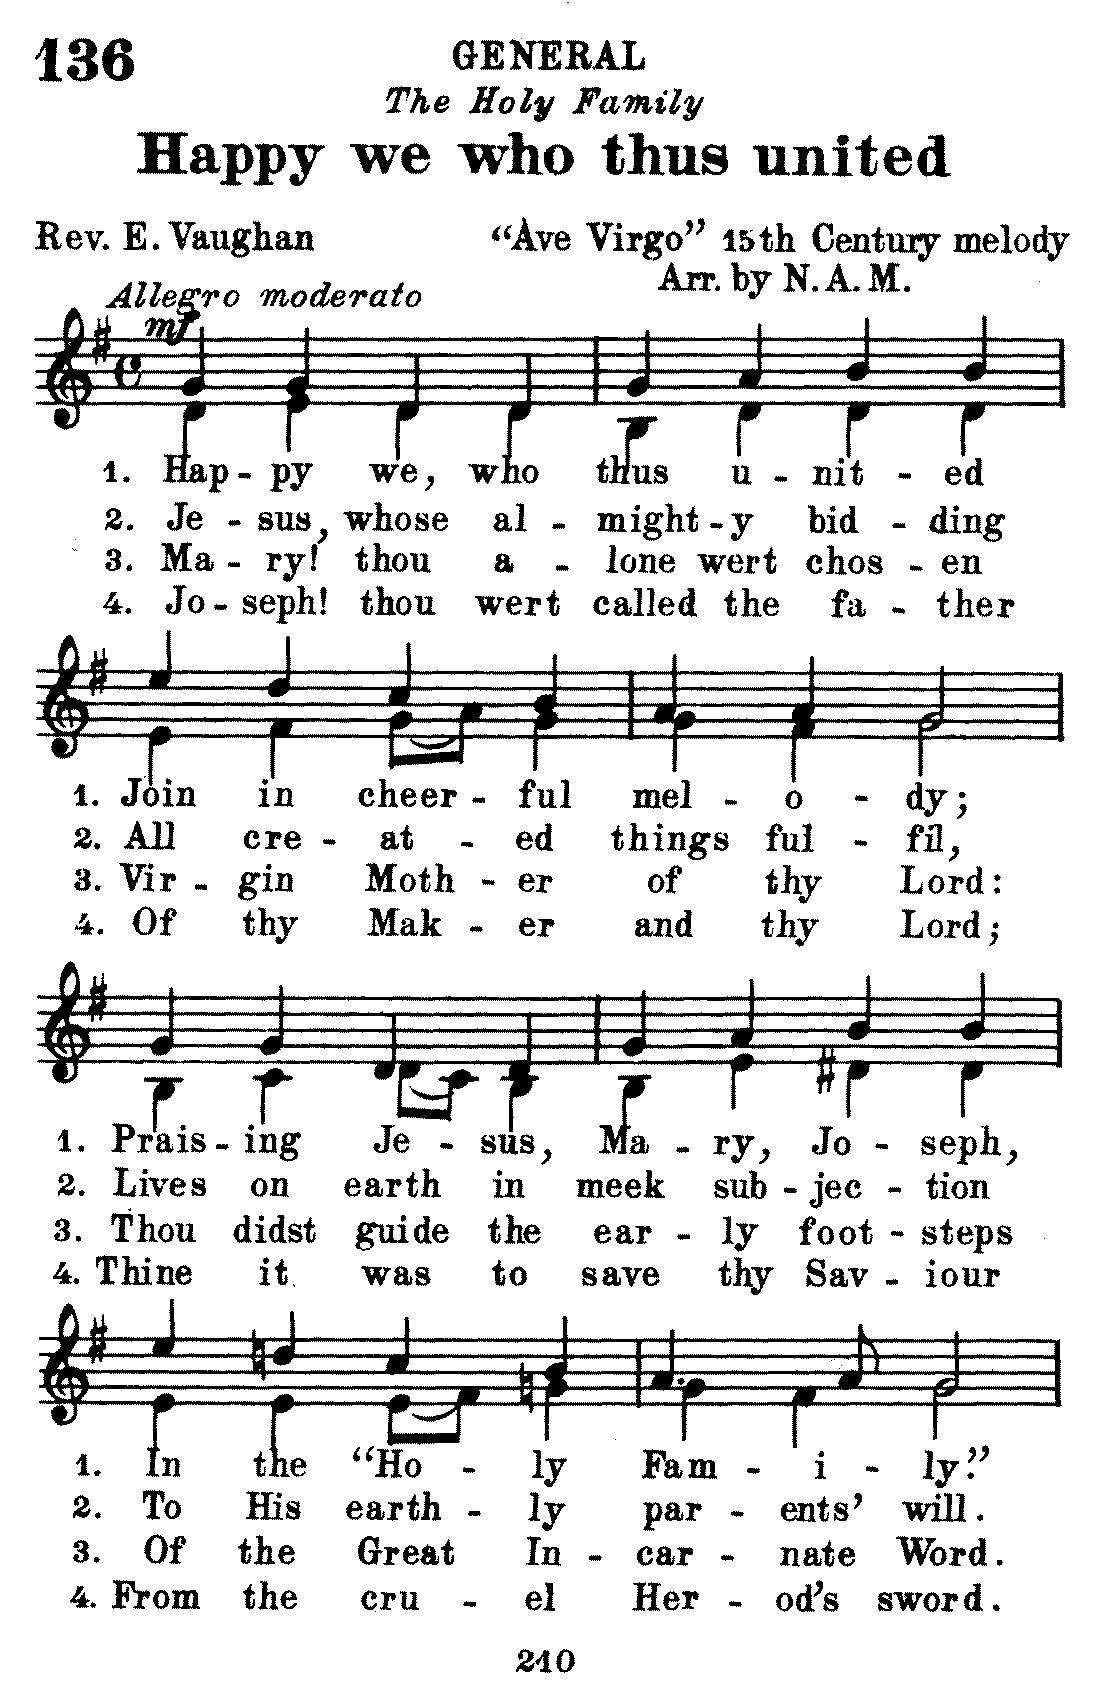 136
GENERAL
The Holy Family
Happy we who thus united
Rev. E. Vaughan
"Ave Virgo" 15th Century melody
Arr. by N. A. M.
Allegro moderato
mf
1. Hap - py we, who thus u - nit - ed
2. Je - sus, whose al - might - y bid - ding
3. Ma - ry! thou a - lone wert chos - en
4. Jo - seph! thou wert called the fa - ther
1. Join in cheer - ful mel - o - dy;
2. All cre - at - ed things ful - fil,
3. Vir - gin Moth - er of thy Lord:
4. Of thy Mak - er and thy Lord;
1. Prais - ing Je - sus, Ma - ry, Jo - seph,
2. Lives on earth in meek sub - jec - tion
3. Thou didst guide the ear - ly foot - steps
4. Thine it was to save thy Sav - iour
1. In the "Ho - ly Fam - i - ly."
2. To His earth - ly par - ents' will.
3. Of the Great In - car - nate Word.
4. From the cru - el Her - od's sword.
210